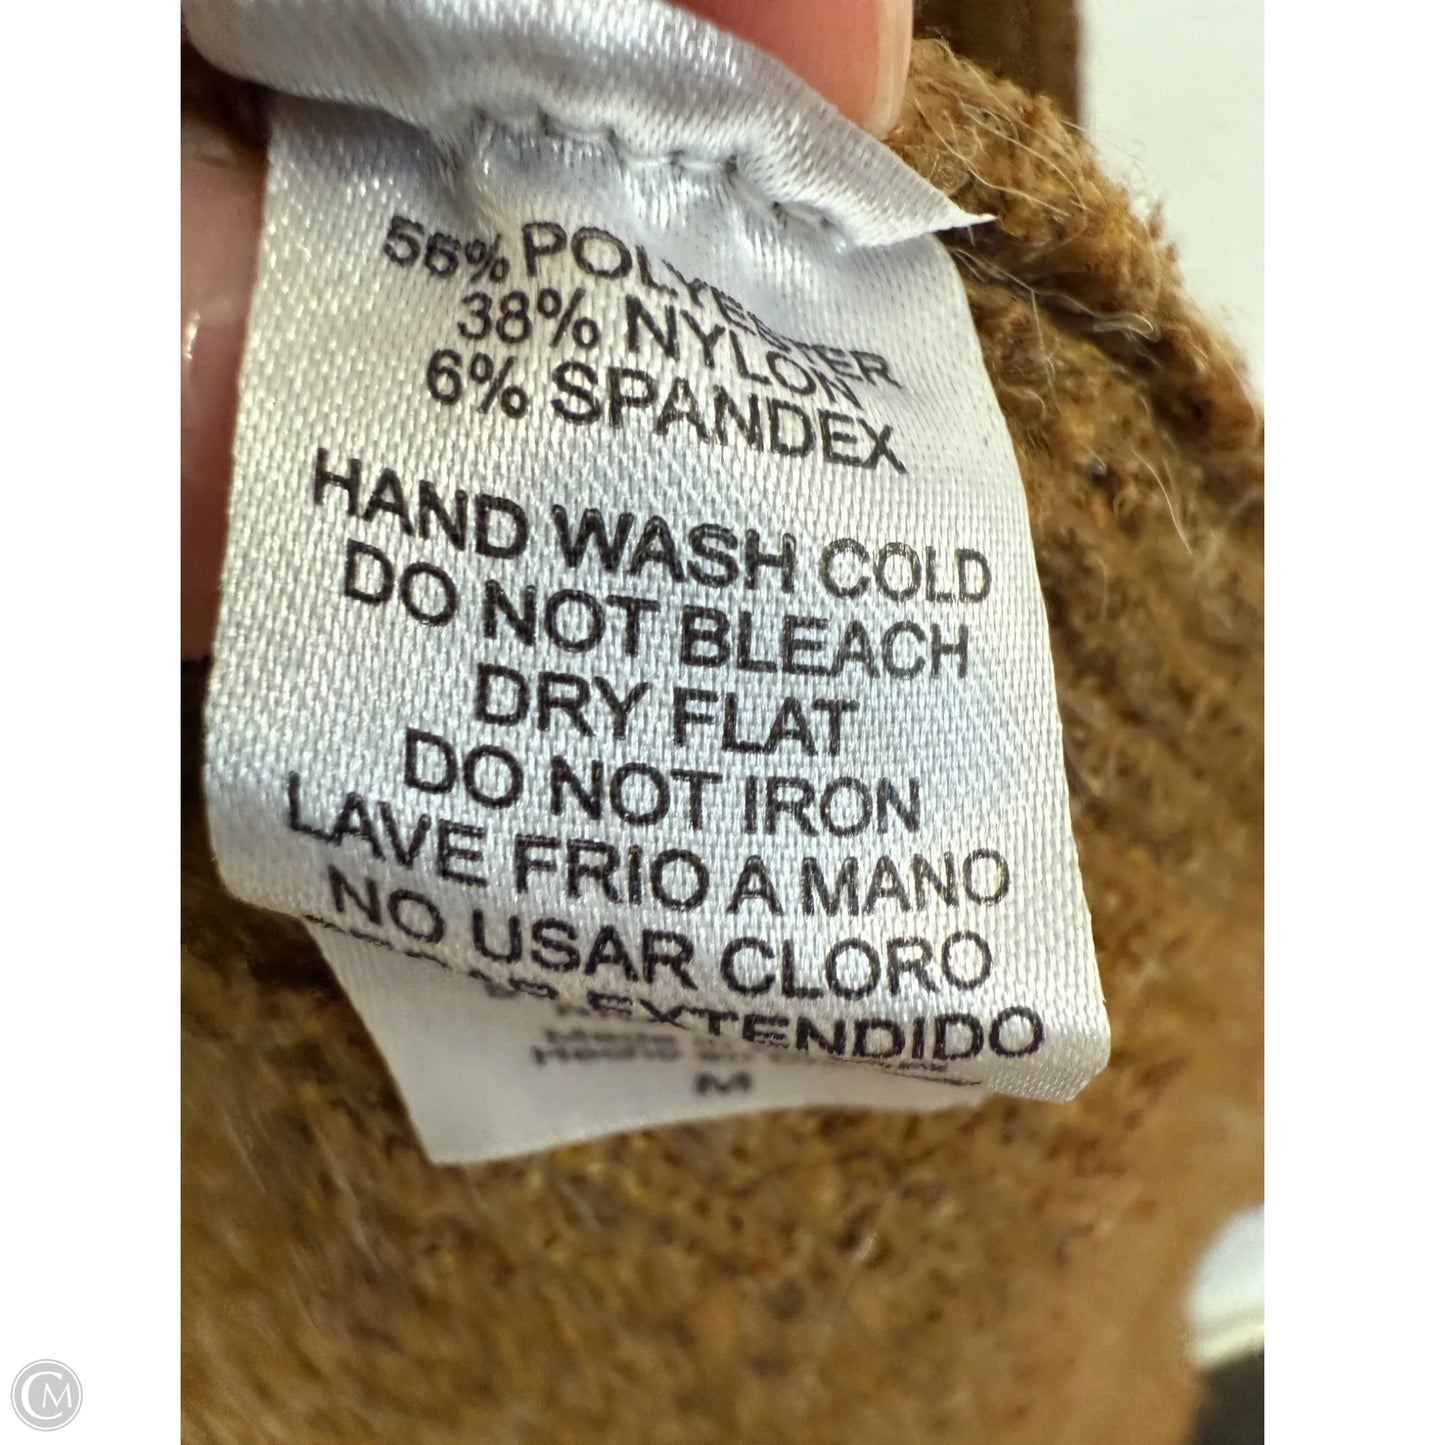 56% POLYESTER
38% NYLON
6% SPANDEX
HAND WASH COLD
DO NOT BLEACH
DRY FLAT
DO NOT IRON
LAVE FRIO A MANO
NO USAR CLORO
EXTENDIDO
M
CM